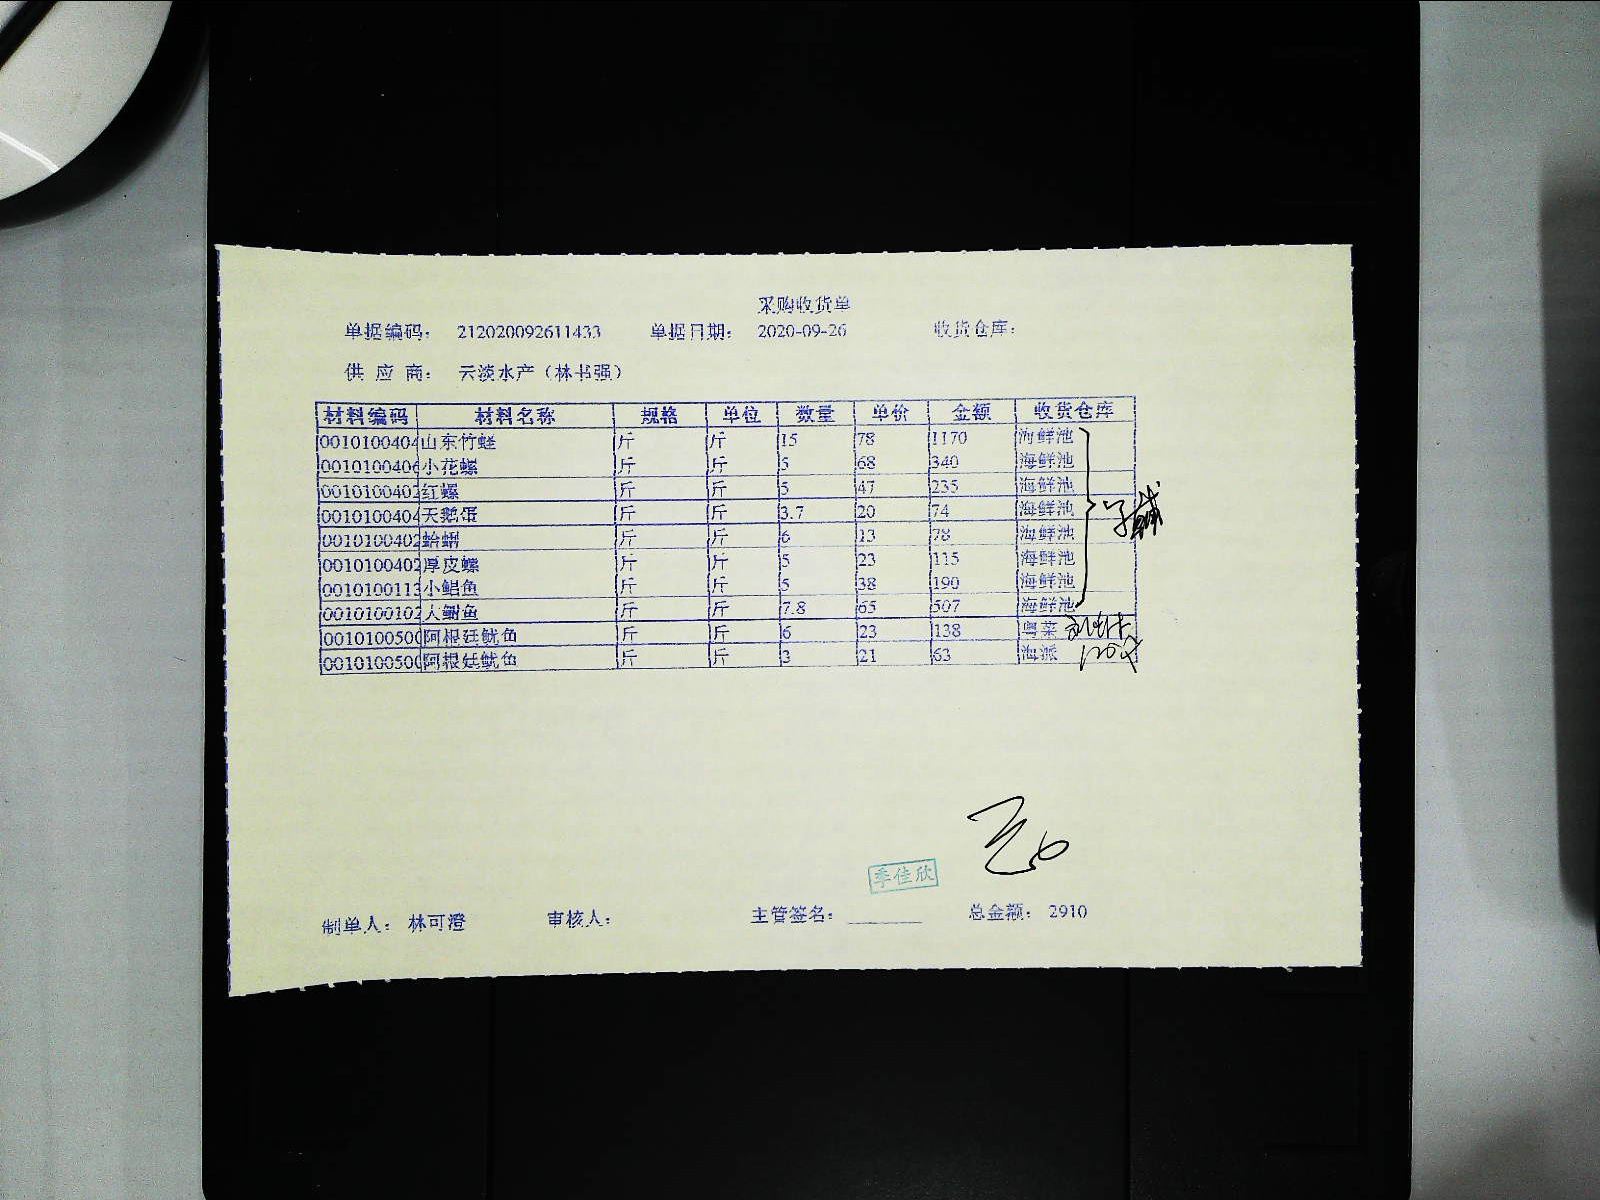 采购收货单
单据编码: 212020092611433 单据日期: 2020-09-26 收货仓库:
供 应 商: 云淡水产(林书强)
材料编码 材料名称 规格 单位 数量 单价 金额 收货仓库
0010100404 山东竹蛏 斤 斤 15 78 1170 海鲜池
0010100406 小花螺 斤 斤 5 68 340 海鲜池
0010100402 红螺 斤 斤 5 47 235 海鲜池
0010100404 天鹅蛋 斤 斤 3.7 20 74 海鲜池
0010100402 蛤蜊 斤 斤 6 13 78 海鲜池
0010100402 厚皮螺 斤 斤 5 23 115 海鲜池
0010100113 小鲳鱼 斤 斤 5 38 190 海鲜池
0010100102 斤 斤 7.8 65 507 海鲜池
0010100500 阿根廷鱿鱼 斤 斤 6 23 138 粤菜
0010100500 阿根廷鱿鱼 斤 斤 3 21 63 海派
季佳欣
制单人: 林可澄 审核人: 主管签名: 总金额: 2910